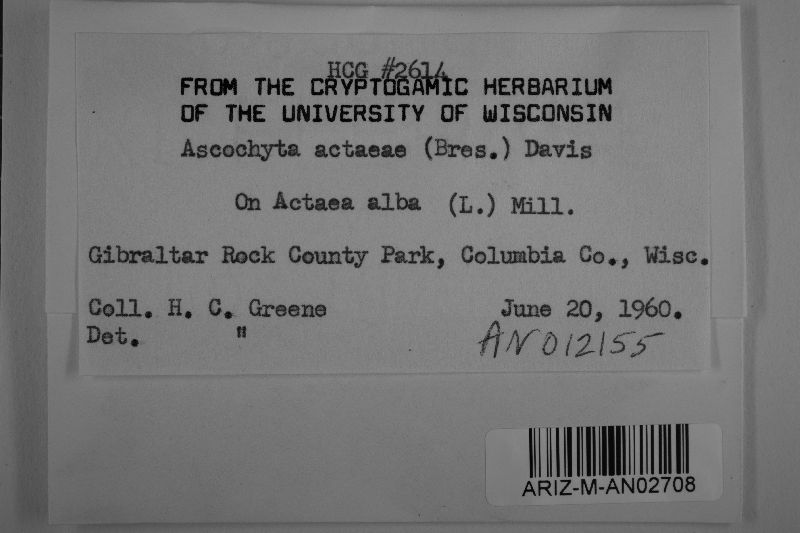 HCG #2614
FROM THE CRYPTOGAMIC HERBARIUM
OF THE UNIVERSITY OF WISCONSIN
Ascochyta actaeae (Bres.) Davis
On Actaea alba (L.) Mill.
Gibraltar Rock County Park, Columbia Co., Wisc.
Coll. H. C. Greene June 20, 1960.
Det. "
AN012155
ARIZ-M-AN02708